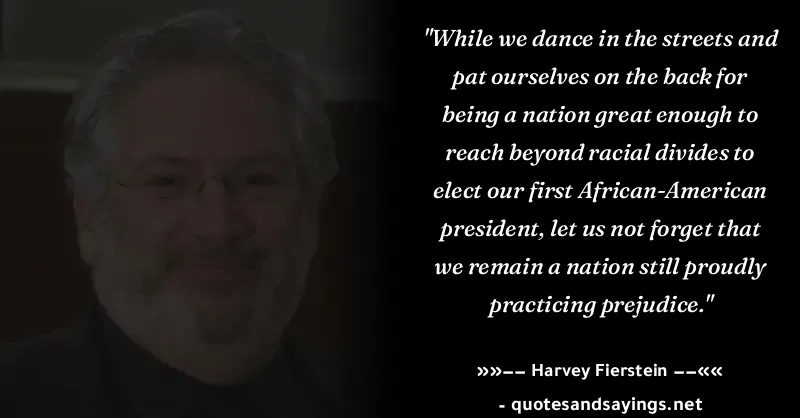 "While we dance in the streets and
pat ourselves on the back for
being a nation great enough to
reach beyond racial divides to
elect our first African-American
president, let us not forget that
we remain a nation still proudly
practicing prejudice."
»»−− Harvey Fierstein −−««
- quotesandsayings.net